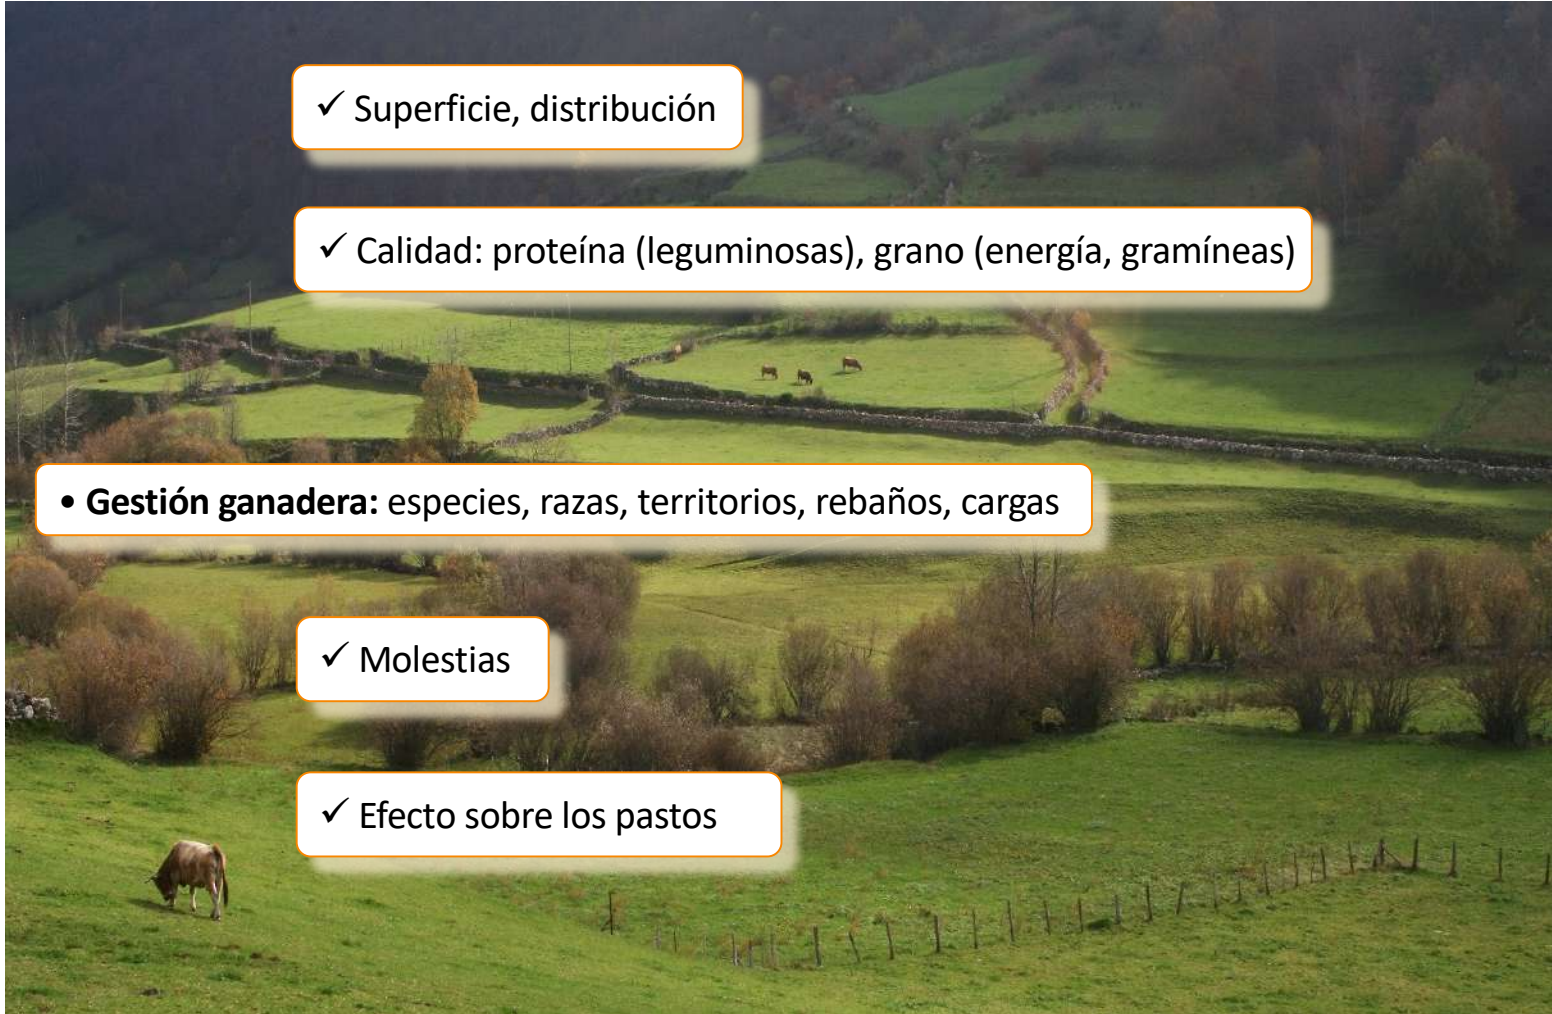 ✓ Superficie, distribución
✓ Calidad: proteína (leguminosas), grano (energía, gramíneas)
• Gestión ganadera: especies, razas, territorios, rebaños, cargas
✓ Molestias
✓ Efecto sobre los pastos